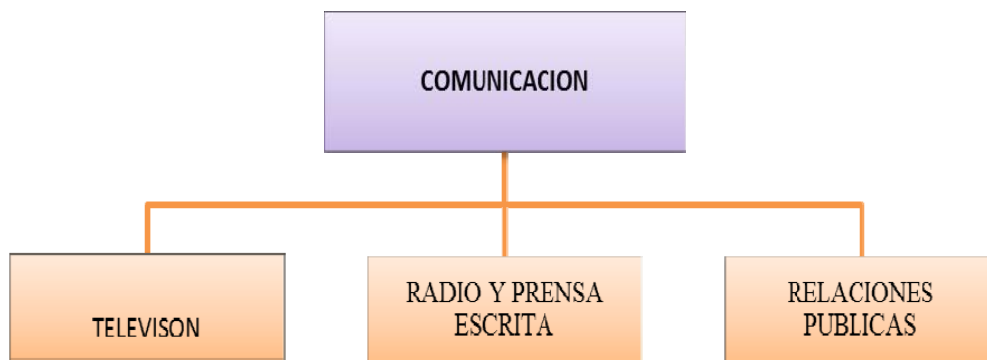 COMUNICACION
TELEVISON
RADIO Y PRENSA
ESCRITA
RELACIONES
PUBLICAS